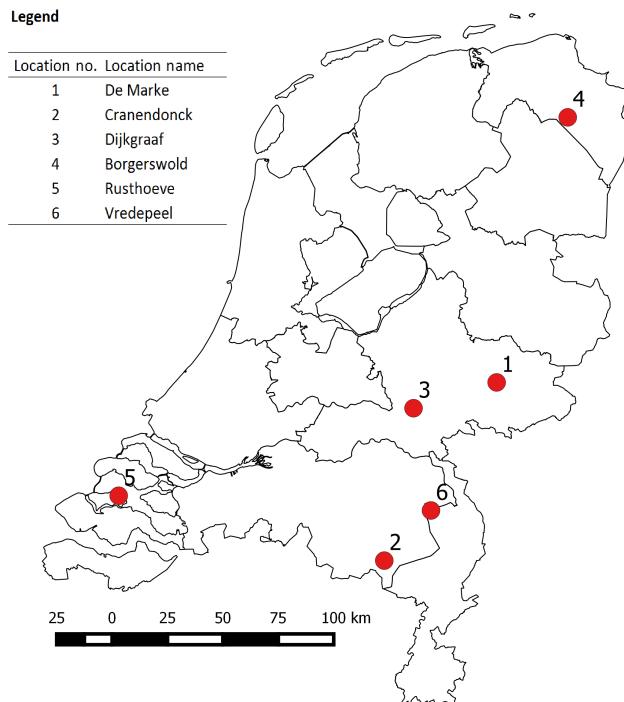 Legend
Location no. Location name
1 De Marke
2 Cranendonck
3 Dijkgraaf
4 Borgerswold
5 Rusthoeve
6 Vredepeel
4
1
3
5
6
2
25 0 25 50 75 100 km